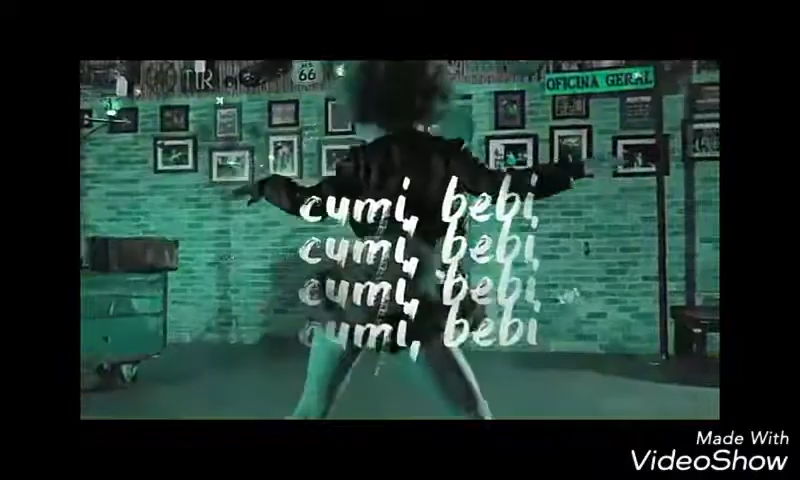 66
OFICINA GERAL
cumi, bebi
cumi, bebi
cumi, bebi
cumi, bebi
Made With
VideoShow